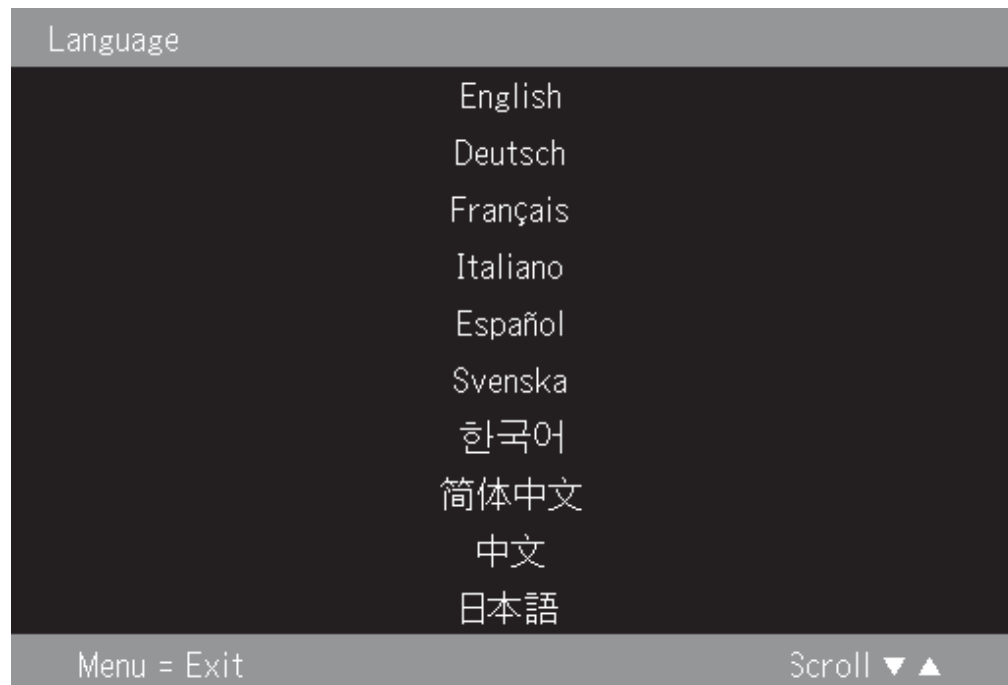 Language
English
Deutsch
Français
Italiano
Español
Svenska
한국어
简体中文
中文
日本語
Menu = Exit Scroll ▼ ▲